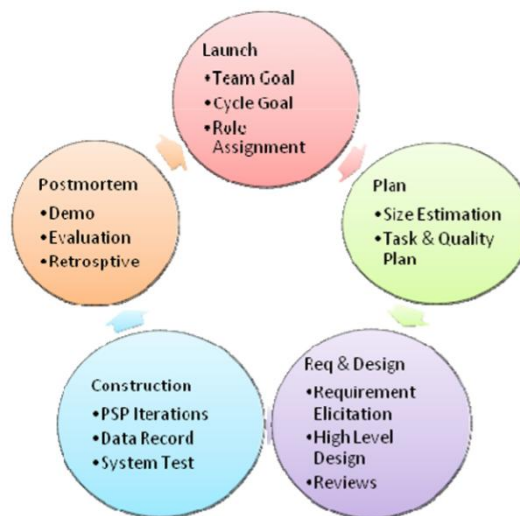 Launch
•Team Goal
•Cycle Goal
•Role
Assignment
Plan
•Size Estimation
•Task & Quality
Plan
Req & Design
•Requirement
Elicitation
•High Level
Design
•Reviews
Construction
•PSP Iterations
•Data Record
•System Test
Postmortem
•Demo
•Evaluation
•Retrosptive